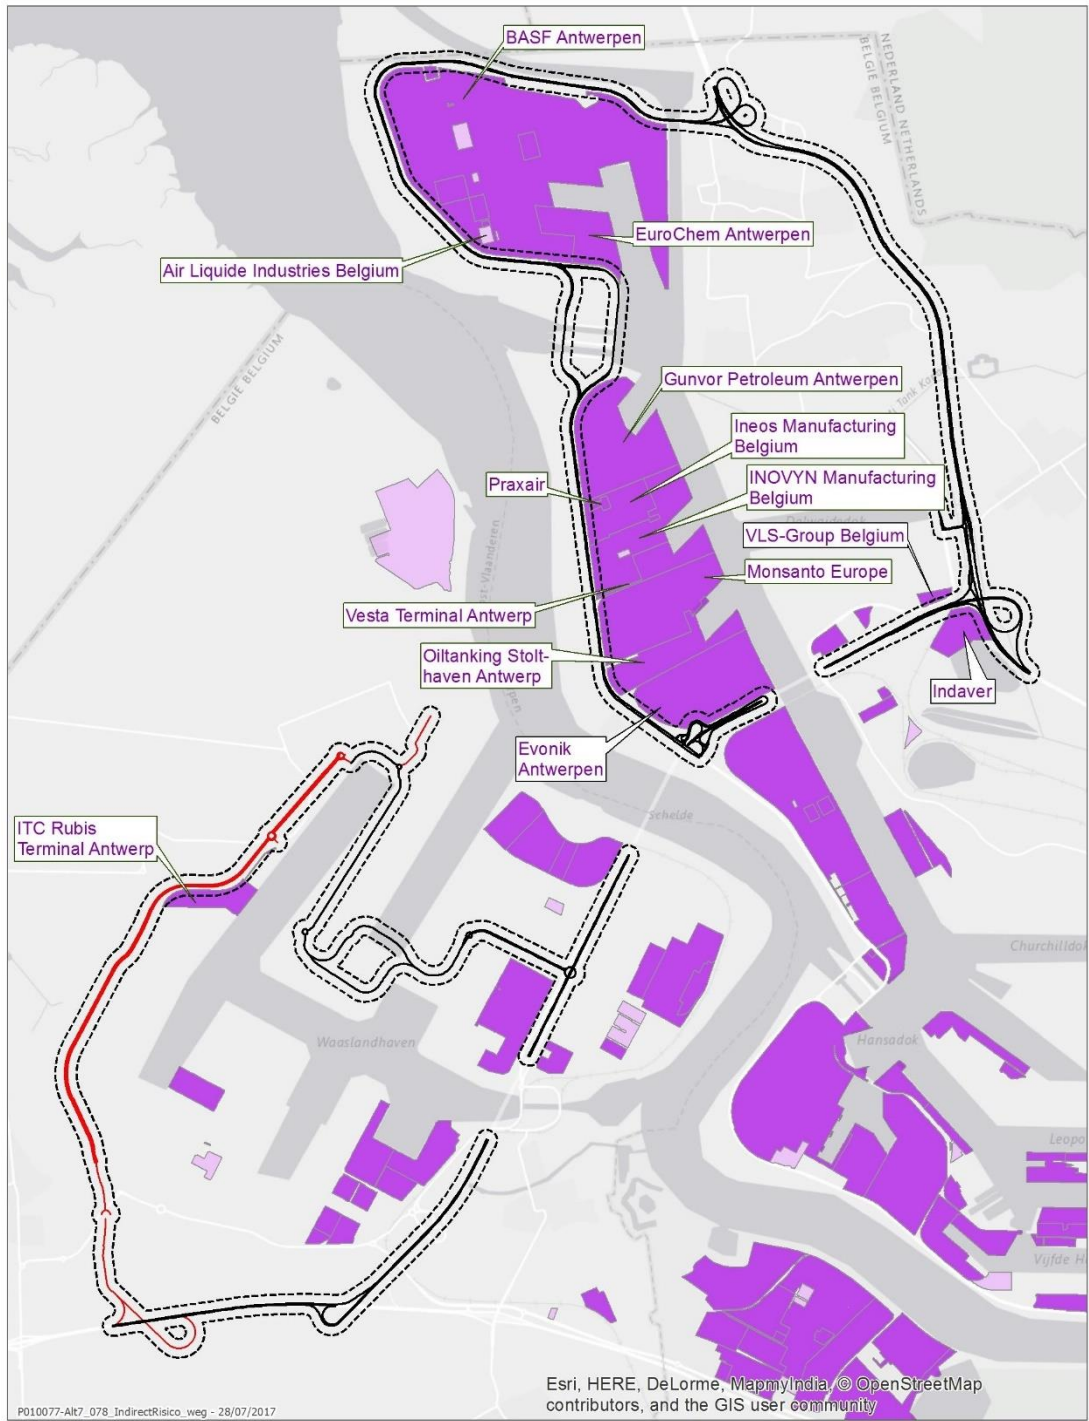 BASF Antwerpen
NEDERLAND NETHERLANDS
BELGIE BELGIUM
EuroChem Antwerpen
Air Liquide Industries Belgium
BELGIE BELGIUM
Gunvor Petroleum Antwerpen
Ineos Manufacturing
Belgium
Praxair
INOVYN Manufacturing
Belgium
VLS-Group Belgium
Monsanto Europe
Vesta Terminal Antwerp
Oiltanking Stolt-
haven Antwerp
Indaver
Evonik
Antwerpen
Schelde
ITC Rubis
Terminal Antwerp
Churchilldok
Waaslandhaven
Hansadok
Leopo
Vijfde H
Esri, HERE, DeLorme, MapmyIndia, © OpenStreetMap
contributors, and the GIS user community
P010077-Alt7_078_IndirectRisico_weg - 28/07/2017